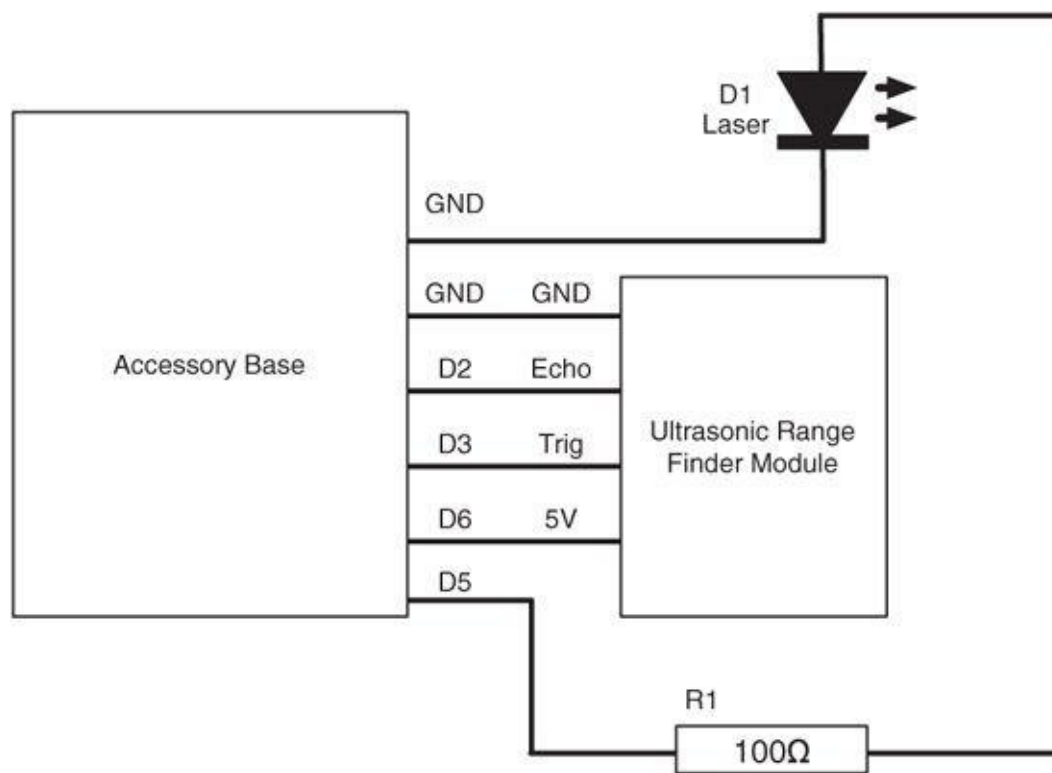 D1
Laser
GND
GND GND
Accessory Base
D2 Echo
D3 Trig
Ultrasonic Range
Finder Module
D6 5V
D5
R1
100Ω